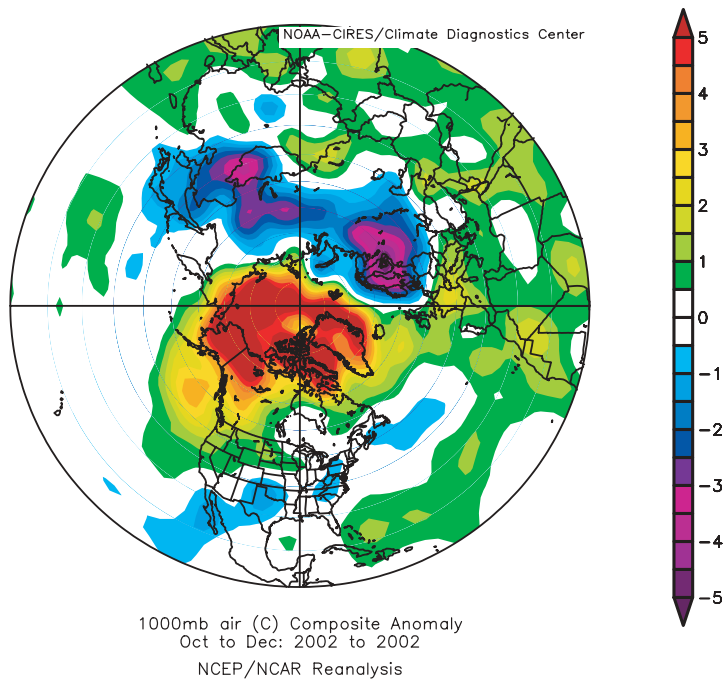 NOAA-CIRES/Climate Diagnostics Center
5
4
3
2
1
0
-1
-2
-3
-4
-5
1000mb air (C) Composite Anomaly
Oct to Dec: 2002 to 2002
NCEP/NCAR Reanalysis